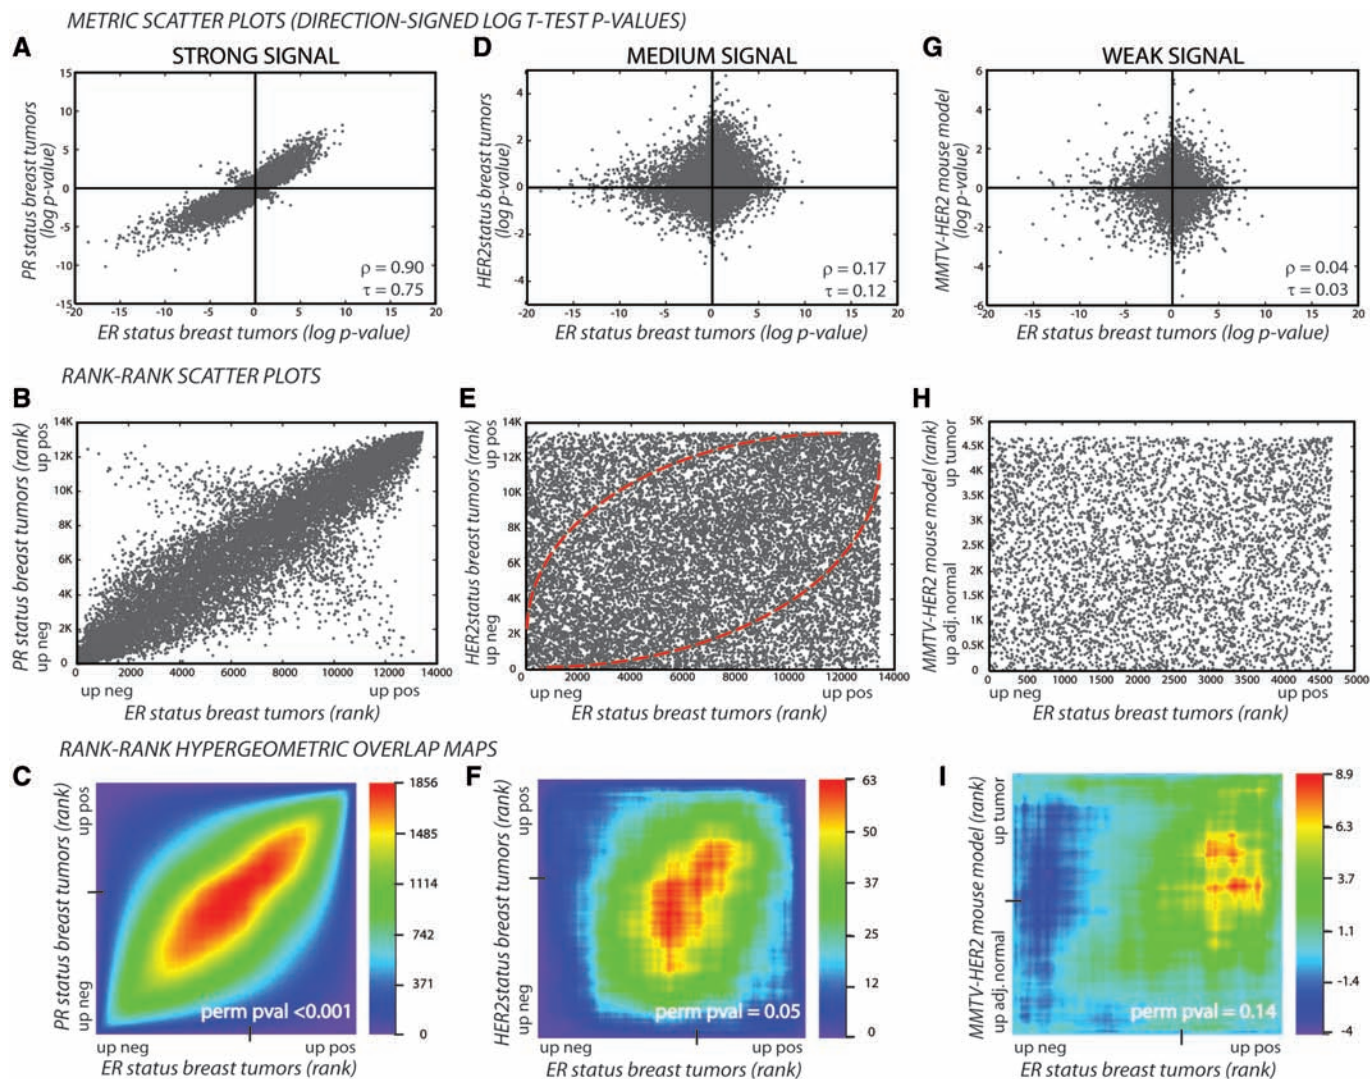 METRIC SCATTER PLOTS (DIRECTION-SIGNED LOG T-TEST P-VALUES)
A
STRONG SIGNAL
PR status breast tumors
(log p-value)
15
10
5
0
-5
-10
-15
-20
-15
-10
-5
0
5
10
15
20
ρ = 0.90
τ = 0.75
ER status breast tumors (log p-value)
D
MEDIUM SIGNAL
HER2status breast tumors
(log p-value)
4
2
0
-2
-4
-20
-15
-10
-5
0
5
10
15
20
ρ = 0.17
τ = 0.12
ER status breast tumors (log p-value)
G
WEAK SIGNAL
MMTV-HER2 mouse model
(log p-value)
6
4
2
0
-2
-4
-6
-20
-15
-10
-5
0
5
10
15
20
ρ = 0.04
τ = 0.03
ER status breast tumors (log p-value)
RANK-RANK SCATTER PLOTS
B
PR status breast tumors (rank)
up neg
up pos
14K
12K
10K
8K
6K
4K
2K
0
0
2000
4000
6000
8000
10000
12000
14000
up neg
up pos
ER status breast tumors (rank)
E
HER2status breast tumors (rank)
up neg
up pos
14K
12K
10K
8K
6K
4K
2K
0
0
2000
4000
6000
8000
10000
12000
14000
up neg
up pos
ER status breast tumors (rank)
H
MMTV-HER2 mouse model (rank)
up adj. normal
up tumor
5K
4.5K
4K
3.5K
3K
2.5K
2K
1.5K
1K
0.5K
0
0
500
1000
1500
2000
2500
3000
3500
4000
4500
5000
up neg
up pos
ER status breast tumors (rank)
RANK-RANK HYPERGEOMETRIC OVERLAP MAPS
C
PR status breast tumors (rank)
up neg
up pos
perm pval <0.001
1856
1485
1114
742
371
0
up neg
up pos
ER status breast tumors (rank)
F
HER2status breast tumors (rank)
up neg
up pos
perm pval = 0.05
63
50
37
25
12
0
up neg
up pos
ER status breast tumors (rank)
I
MMTV-HER2 mouse model (rank)
up adj. normal
up tumor
perm pval = 0.14
8.9
6.3
3.7
1.1
-1.4
-4
up neg
up pos
ER status breast tumors (rank)